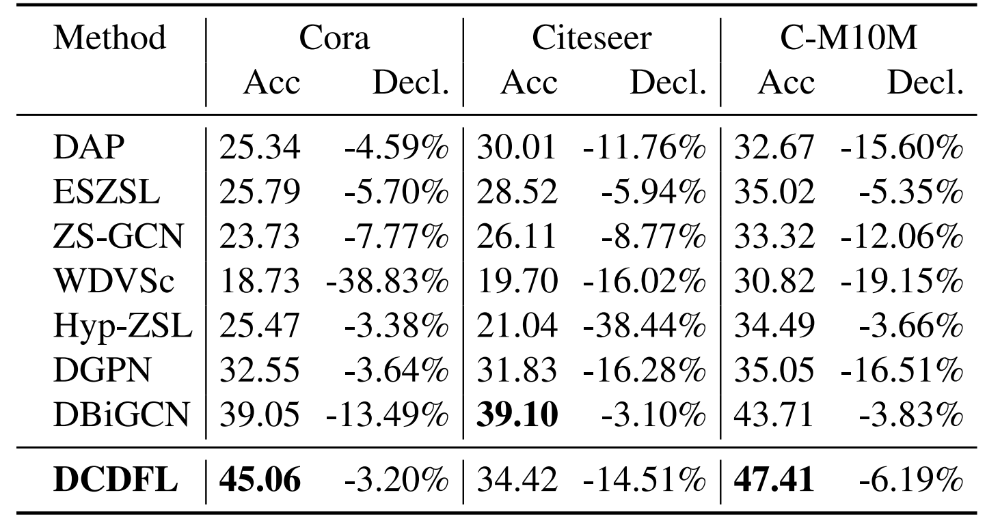 Method Cora Citeseer C-M10M
Acc Decl. Acc Decl. Acc Decl.
DAP 25.34 -4.59% 30.01 -11.76% 32.67 -15.60%
ESZSL 25.79 -5.70% 28.52 -5.94% 35.02 -5.35%
ZS-GCN 23.73 -7.77% 26.11 -8.77% 33.32 -12.06%
WDVSc 18.73 -38.83% 19.70 -16.02% 30.82 -19.15%
Hyp-ZSL 25.47 -3.38% 21.04 -38.44% 34.49 -3.66%
DGPN 32.55 -3.64% 31.83 -16.28% 35.05 -16.51%
DBiGCN 39.05 -13.49% 39.10 -3.10% 43.71 -3.83%
DCDFL 45.06 -3.20% 34.42 -14.51% 47.41 -6.19%